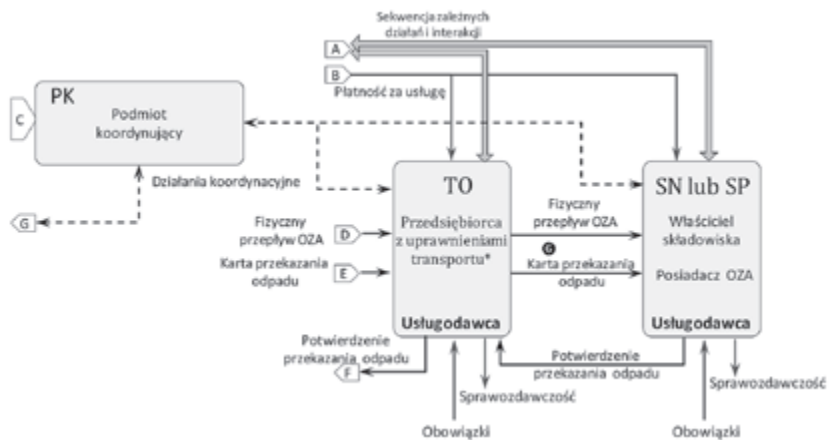 Sekwencja zależnych
działań i interakcji
A
B
Płatność za usługę
PK
C
Podmiot
koordynujący
Działania koordynacyjne
G
TO
SN lub SP
Fizyczny
przepływ OZA
D
Przedsiębiorca
z uprawnieniami
transportu*
Fizyczny
przepływ OZA
Właściciel
składowiska
G
Karta przekazania
odpadu
E
Karta przekazania
odpadu
Posiadacz OZA
Usługodawca
Usługodawca
Potwierdzenie
przekazania odpadu
F
Potwierdzenie
przekazania odpadu
Sprawozdawczość
Sprawozdawczość
Obowiązki
Obowiązki